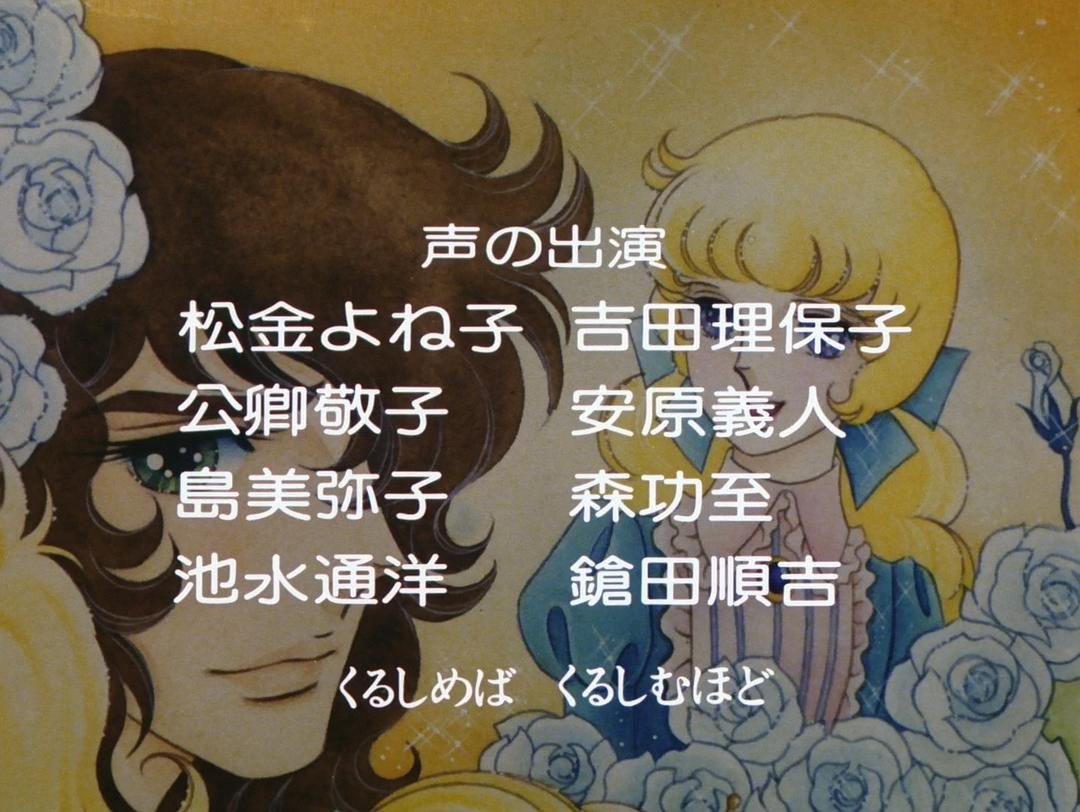 声の出演
松金よね子 吉田理保子
公卿敬子 安原義人
島美弥子 森功至
池水通洋 鎗田順吉
くるしめば くるしむほど